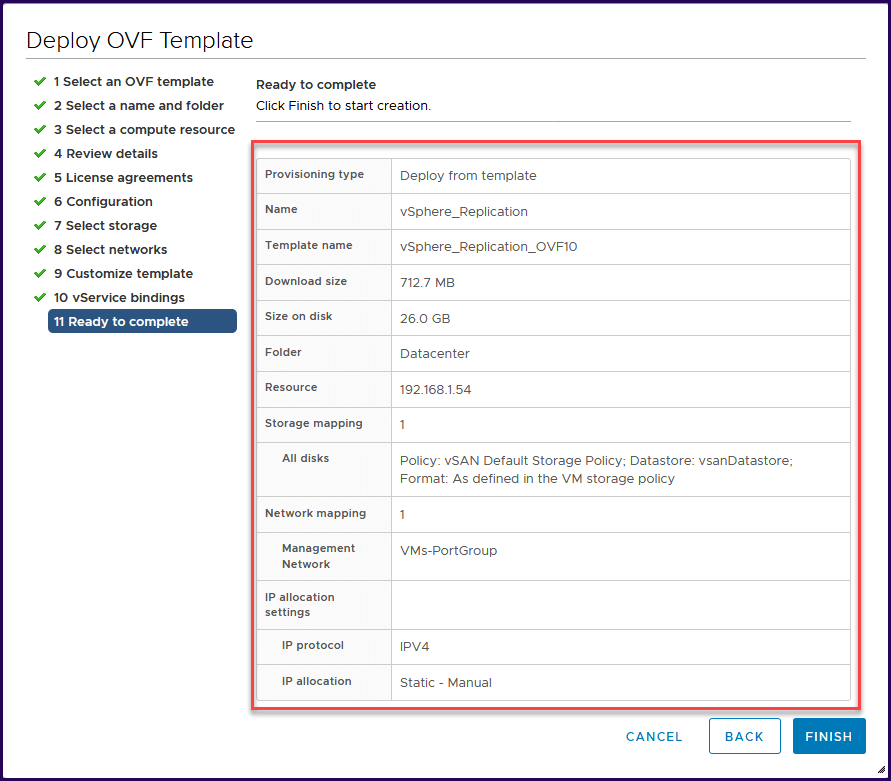 Deploy OVF Template
1 Select an OVF template
2 Select a name and folder
3 Select a compute resource
4 Review details
5 License agreements
6 Configuration
7 Select storage
8 Select networks
9 Customize template
10 vService bindings
11 Ready to complete
Ready to complete
Click Finish to start creation.
Provisioning type Deploy from template
Name vSphere_Replication
Template name vSphere_Replication_OVF10
Download size 712.7 MB
Size on disk 26.0 GB
Folder Datacenter
Resource 192.168.1.54
Storage mapping 1
All disks Policy: vSAN Default Storage Policy; Datastore: vsanDatastore;
Format: As defined in the VM storage policy
Network mapping 1
Management VMs-PortGroup
Network
IP allocation
settings
IP protocol IPV4
IP allocation Static - Manual
CANCEL BACK FINISH